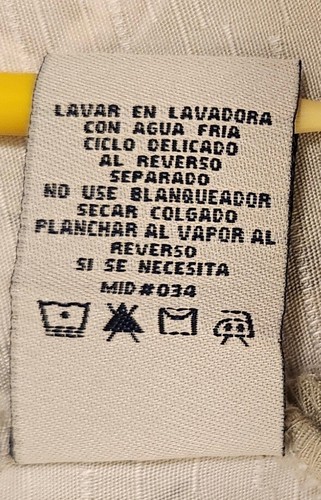 LAVAR EN LAVADORA
CON AGUA FRIA
CICLO DELICADO
AL REVERSO
SEPARADO
NO USE BLANQUEADOR
SECAR COLGADO
PLANCHAR AL VAPOR AL
REVERSO
SI SE NECESITA
MID#034